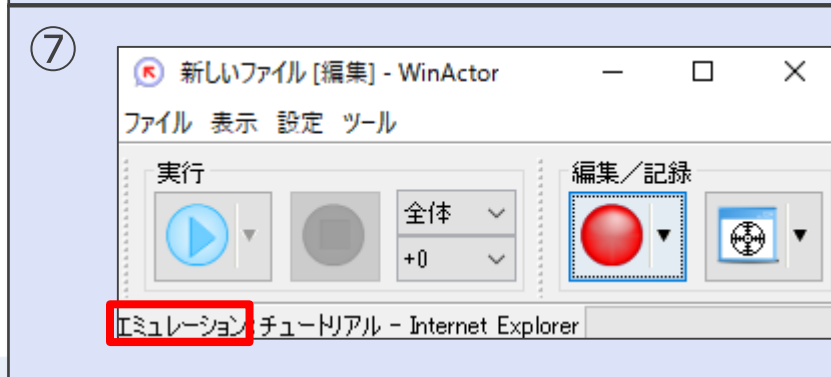 ⑦
新しいファイル [編集] - WinActor
ファイル 表示 設定 ツール
実行
編集／記録
全体
+0
エミュレーション: チュートリアル - Internet Explorer